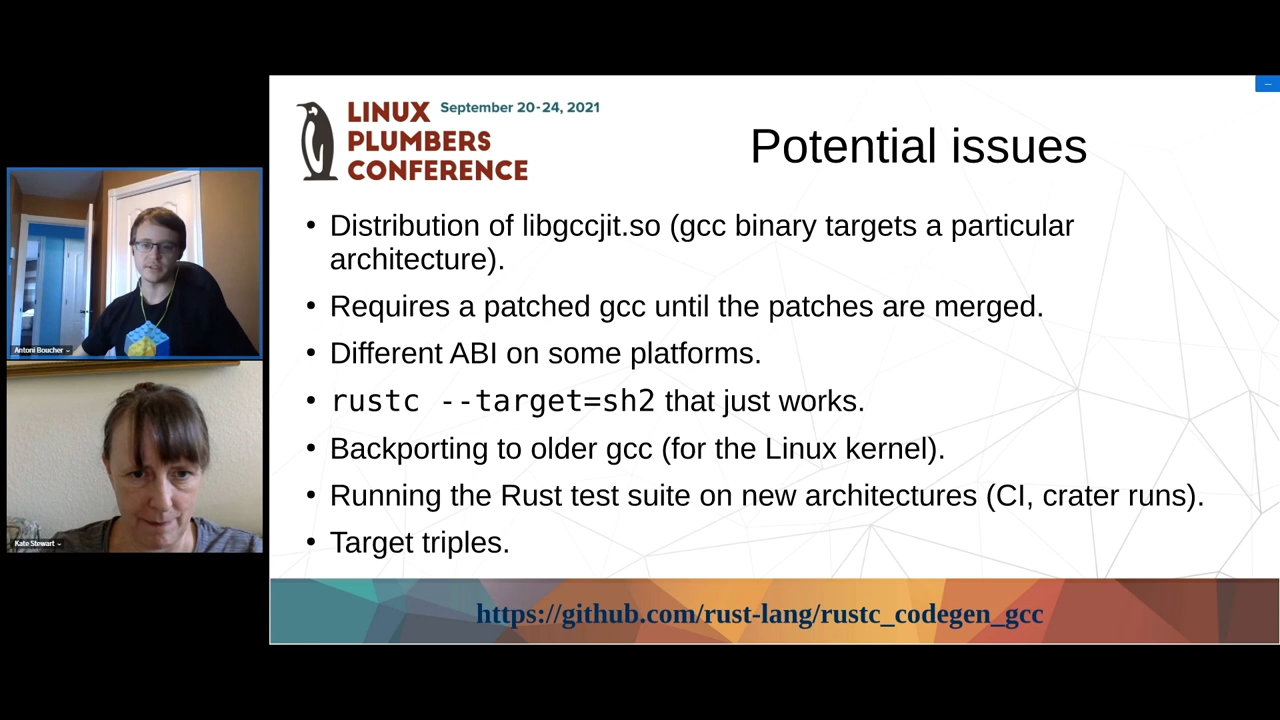 LINUX September 20-24, 2021
PLUMBERS
CONFERENCE
Potential issues
• Distribution of libgccjit.so (gcc binary targets a particular
architecture).
• Requires a patched gcc until the patches are merged.
• Different ABI on some platforms.
• rustc --target=sh2 that just works.
• Backporting to older gcc (for the Linux kernel).
• Running the Rust test suite on new architectures (CI, crater runs).
• Target triples.
https://github.com/rust-lang/rustc_codegen_gcc
Antoni Boucher
Kate Stewart